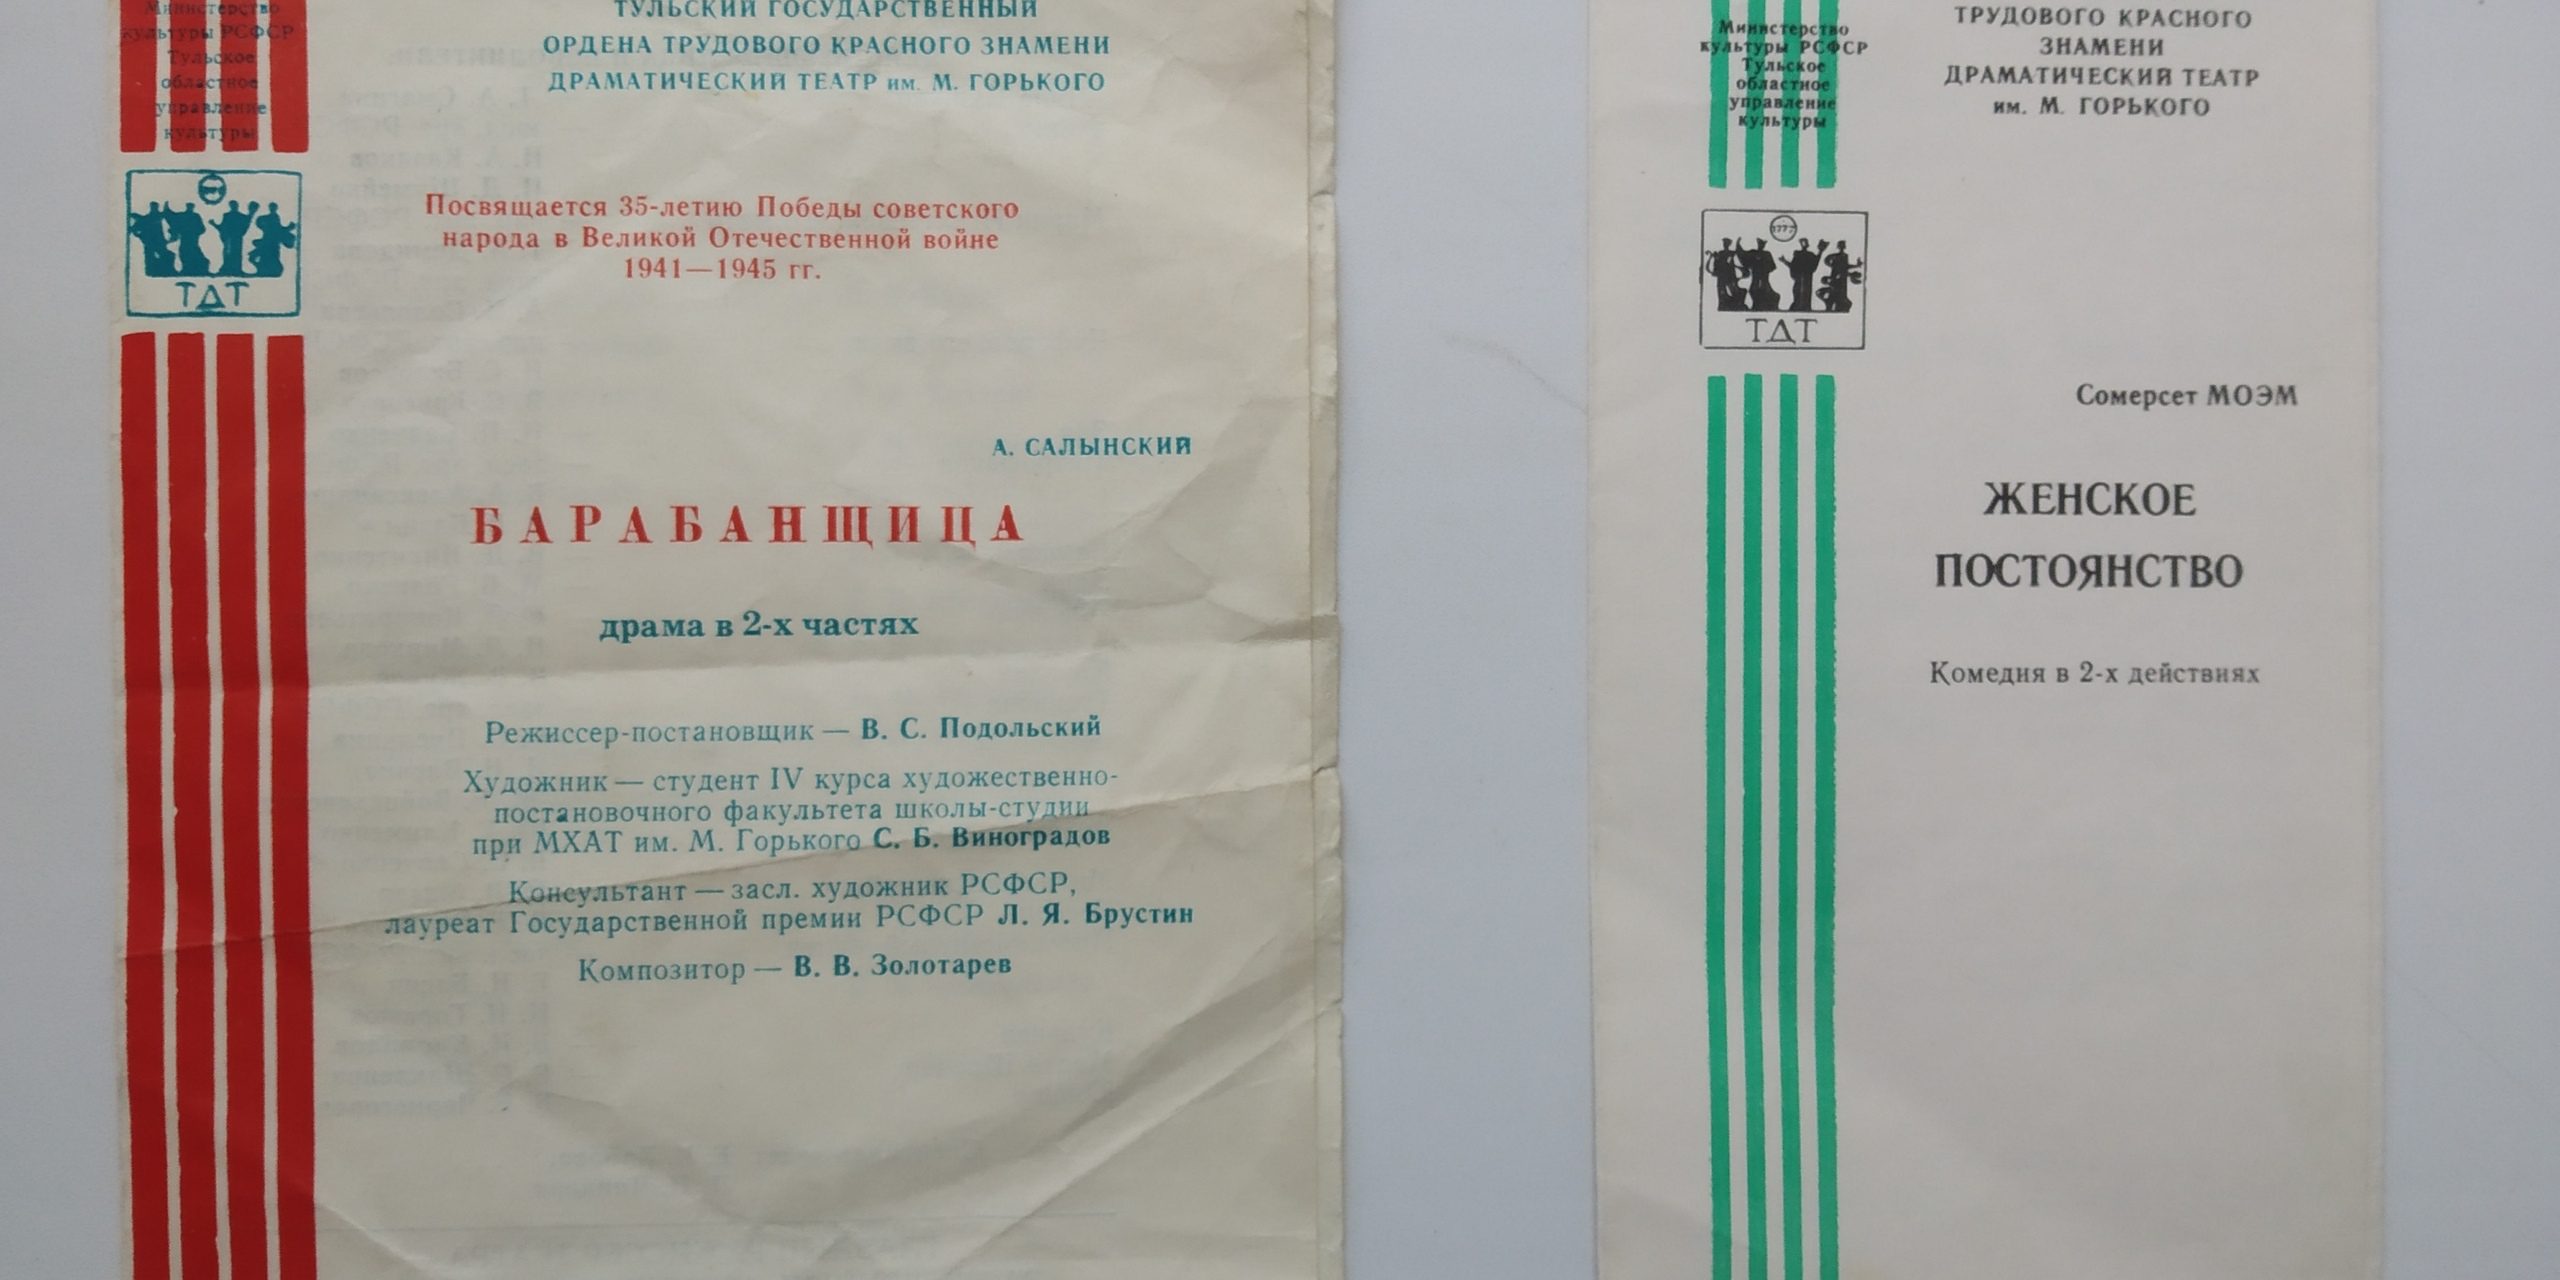 Министерство
культуры РСФСР
Тульское
областное
управление
культуры
ТУЛЬСКИЙ ГОСУДАРСТВЕННЫЙ
ОРДЕНА ТРУДОВОГО КРАСНОГО ЗНАМЕНИ
ДРАМАТИЧЕСКИЙ ТЕАТР им. М. ГОРЬКОГО
ТДТ
Посвящается 35-летию Победы советского
народа в Великой Отечественной войне
1941—1945 гг.
А. САЛЫНСКИЙ
БАРАБАНЩИЦА
драма в 2-х частях
Режиссер-постановщик — В. С. Подольский
Художник — студент IV курса художественно-
постановочного факультета школы-студии
при МХАТ им. М. Горького С. Б. Виноградов
Консультант — засл. художник РСФСР,
лауреат Государственной премии РСФСР Л. Я. Брустин
Композитор — В. В. Золотарев
Министерство
культуры РСФСР
Тульское
областное
управление
культуры
ТРУДОВОГО КРАСНОГО
ЗНАМЕНИ
ДРАМАТИЧЕСКИЙ ТЕАТР
им. М. ГОРЬКОГО
1777
ТДТ
Сомерсет МОЭМ
ЖЕНСКОЕ
ПОСТОЯНСТВО
Комедия в 2-х действиях